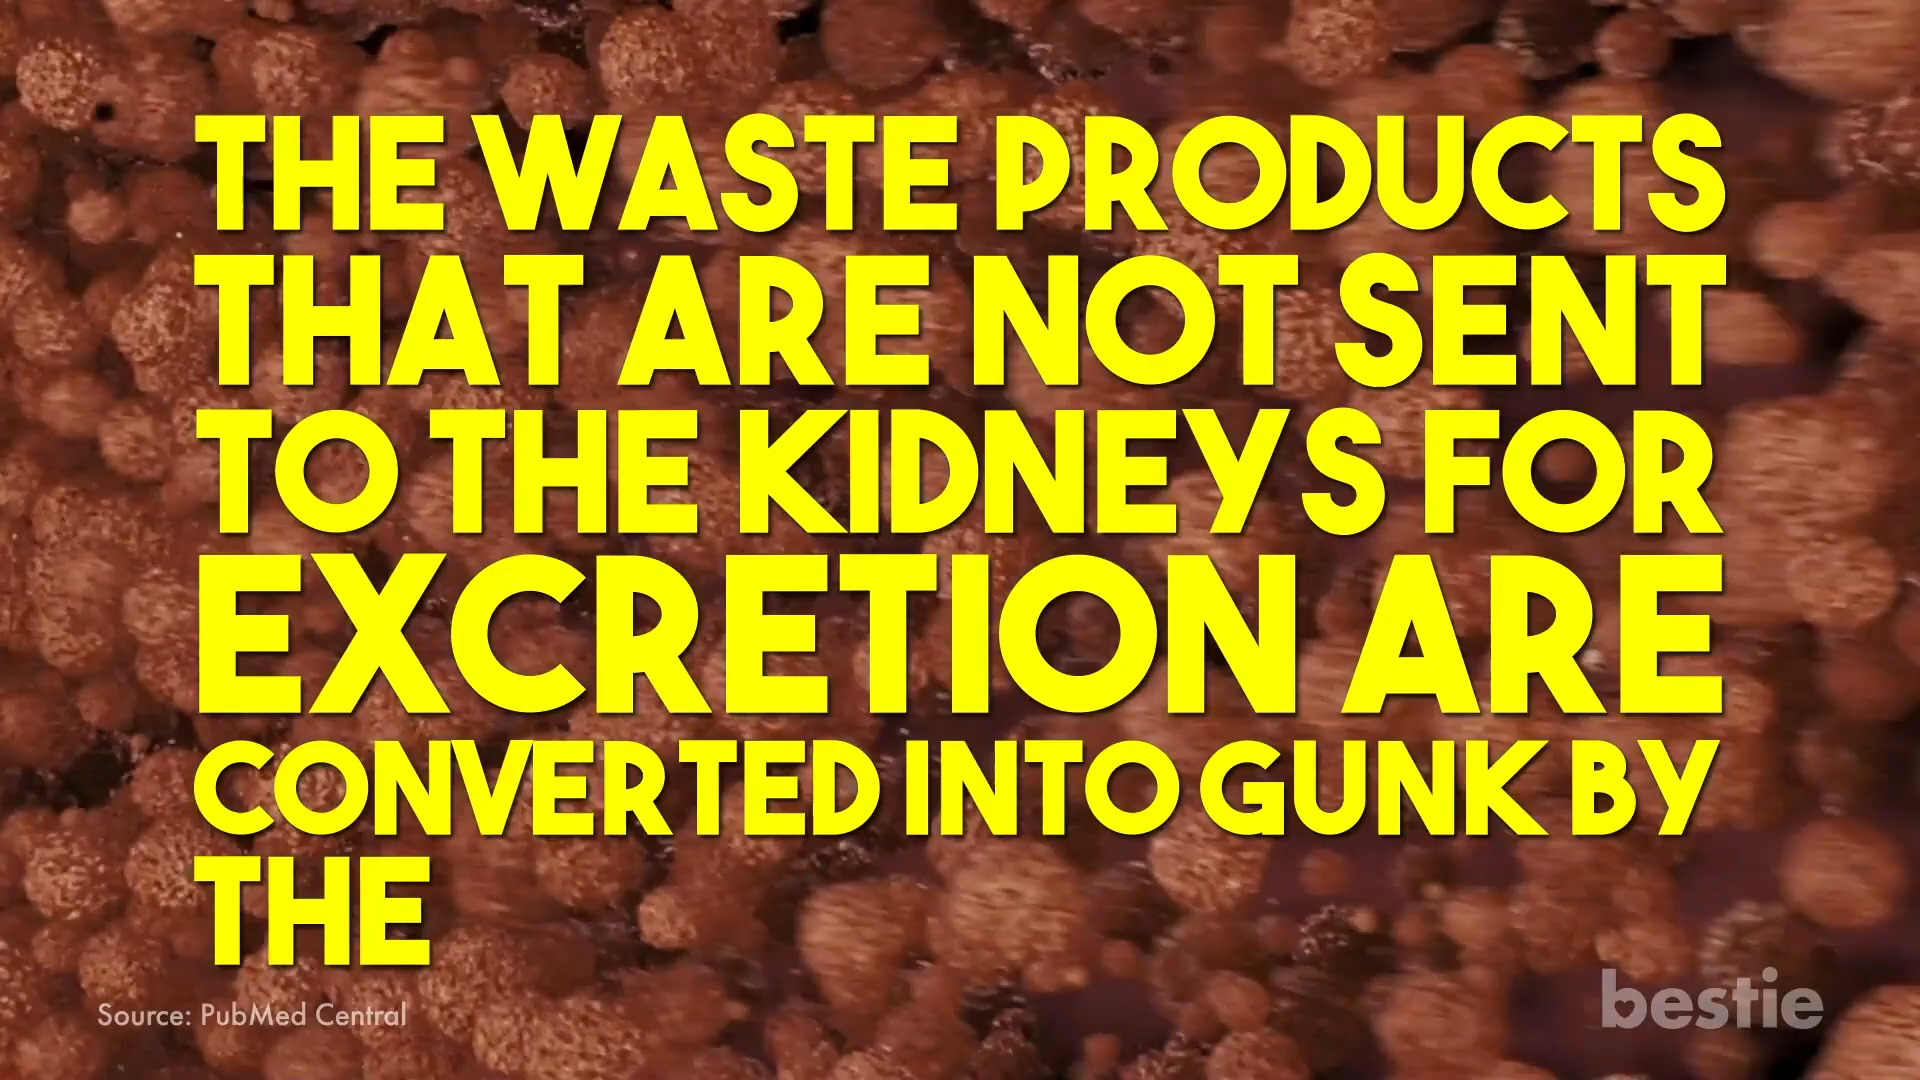 THE WASTE PRODUCTS
THAT ARE NOT SENT
TO THE KIDNEYS FOR
EXCRETION ARE
CONVERTED INTO GUNK BY
THE
Source: PubMed Central
bestie